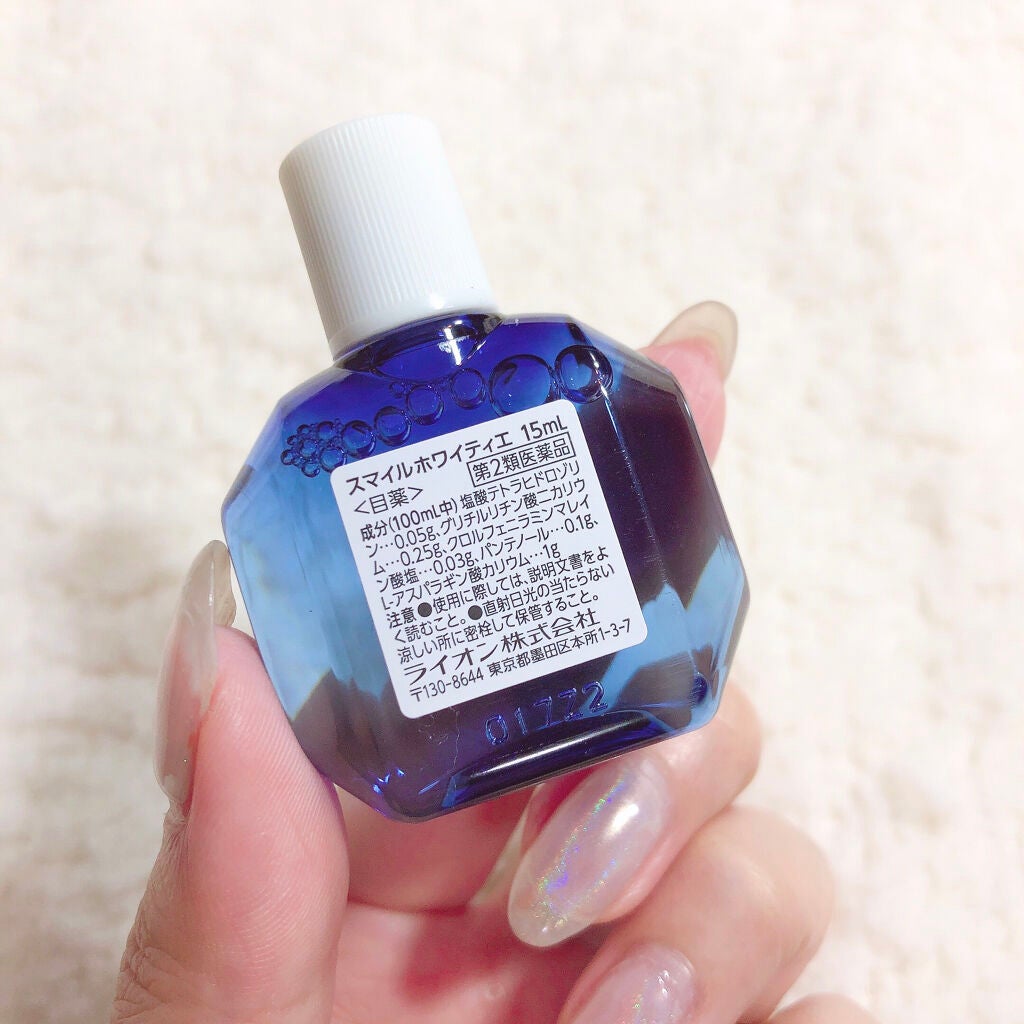 スマイルホワイティエ 15mL
<目薬> 第2類医薬品
成分(100mL中)塩酸テトラヒドロゾリ
ン…0.05g、グリチルリチン酸二カリウ
ム…0.25g、クロルフェニラミンマレイ
ン酸塩…0.03g、パンテノール…0.1g、
L-アスパラギン酸カリウム…1g
注意●使用に際しては、説明文書をよ
く読むこと。●直射日光の当たらない
涼しい所に密栓して保管すること。
ライオン株式会社
〒130-8644 東京都墨田区本所1-3-7